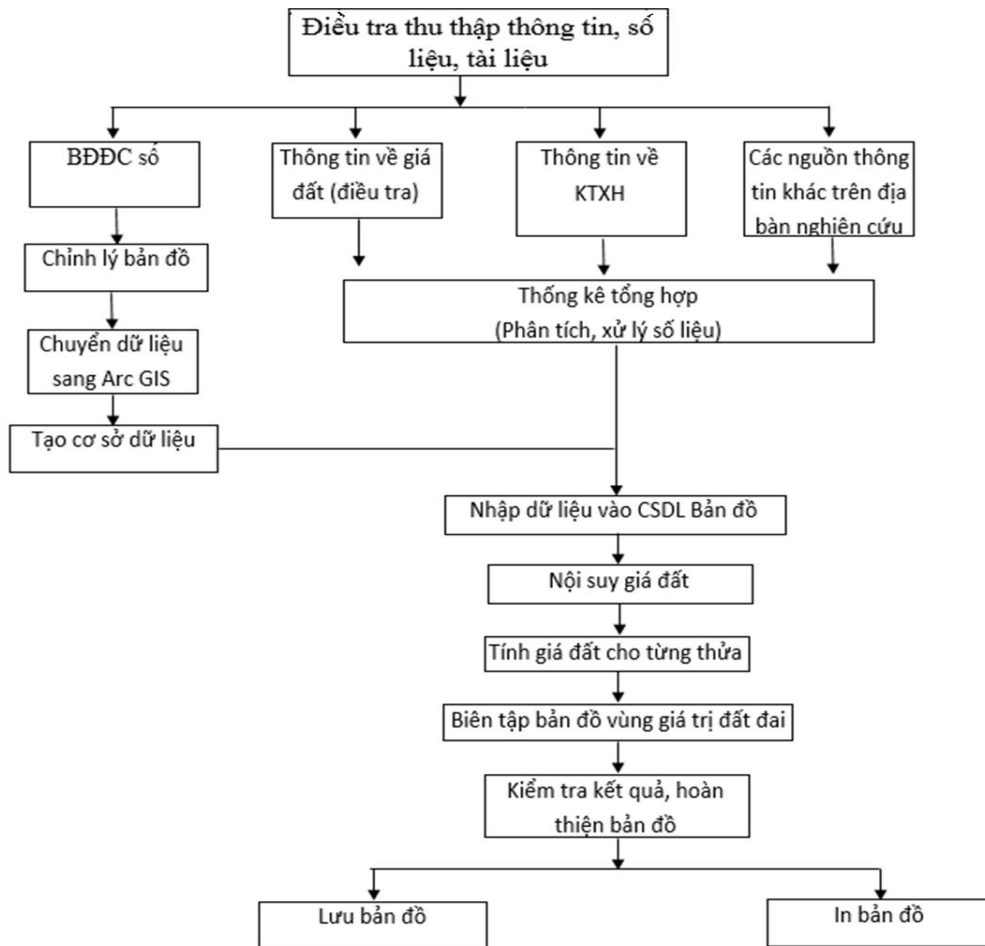 Điều tra thu thập thông tin, số
liệu, tài liệu
BĐĐC số
Thông tin về giá
đất (điều tra)
Thông tin về
KTXH
Các nguồn thông
tin khác trên địa
bàn nghiên cứu
Chỉnh lý bản đồ
Thống kê tổng hợp
(Phân tích, xử lý số liệu)
Chuyển dữ liệu
sang Arc GIS
Tạo cơ sở dữ liệu
Nhập dữ liệu vào CSDL Bản đồ
Nội suy giá đất
Tính giá đất cho từng thửa
Biên tập bản đồ vùng giá trị đất đai
Kiểm tra kết quả, hoàn
thiện bản đồ
Lưu bản đồ
In bản đồ